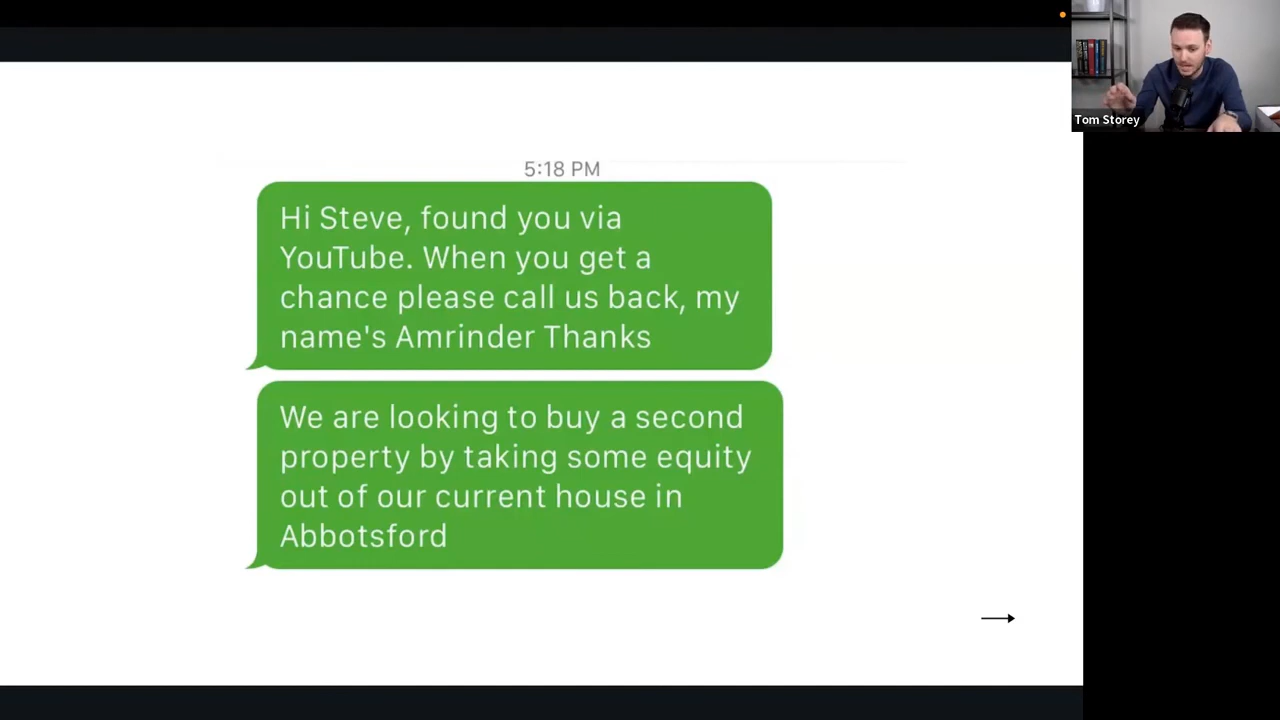 Tom Storey
5:18 PM
Hi Steve, found you via
YouTube. When you get a
chance please call us back, my
name's Amrinder Thanks
We are looking to buy a second
property by taking some equity
out of our current house in
Abbotsford